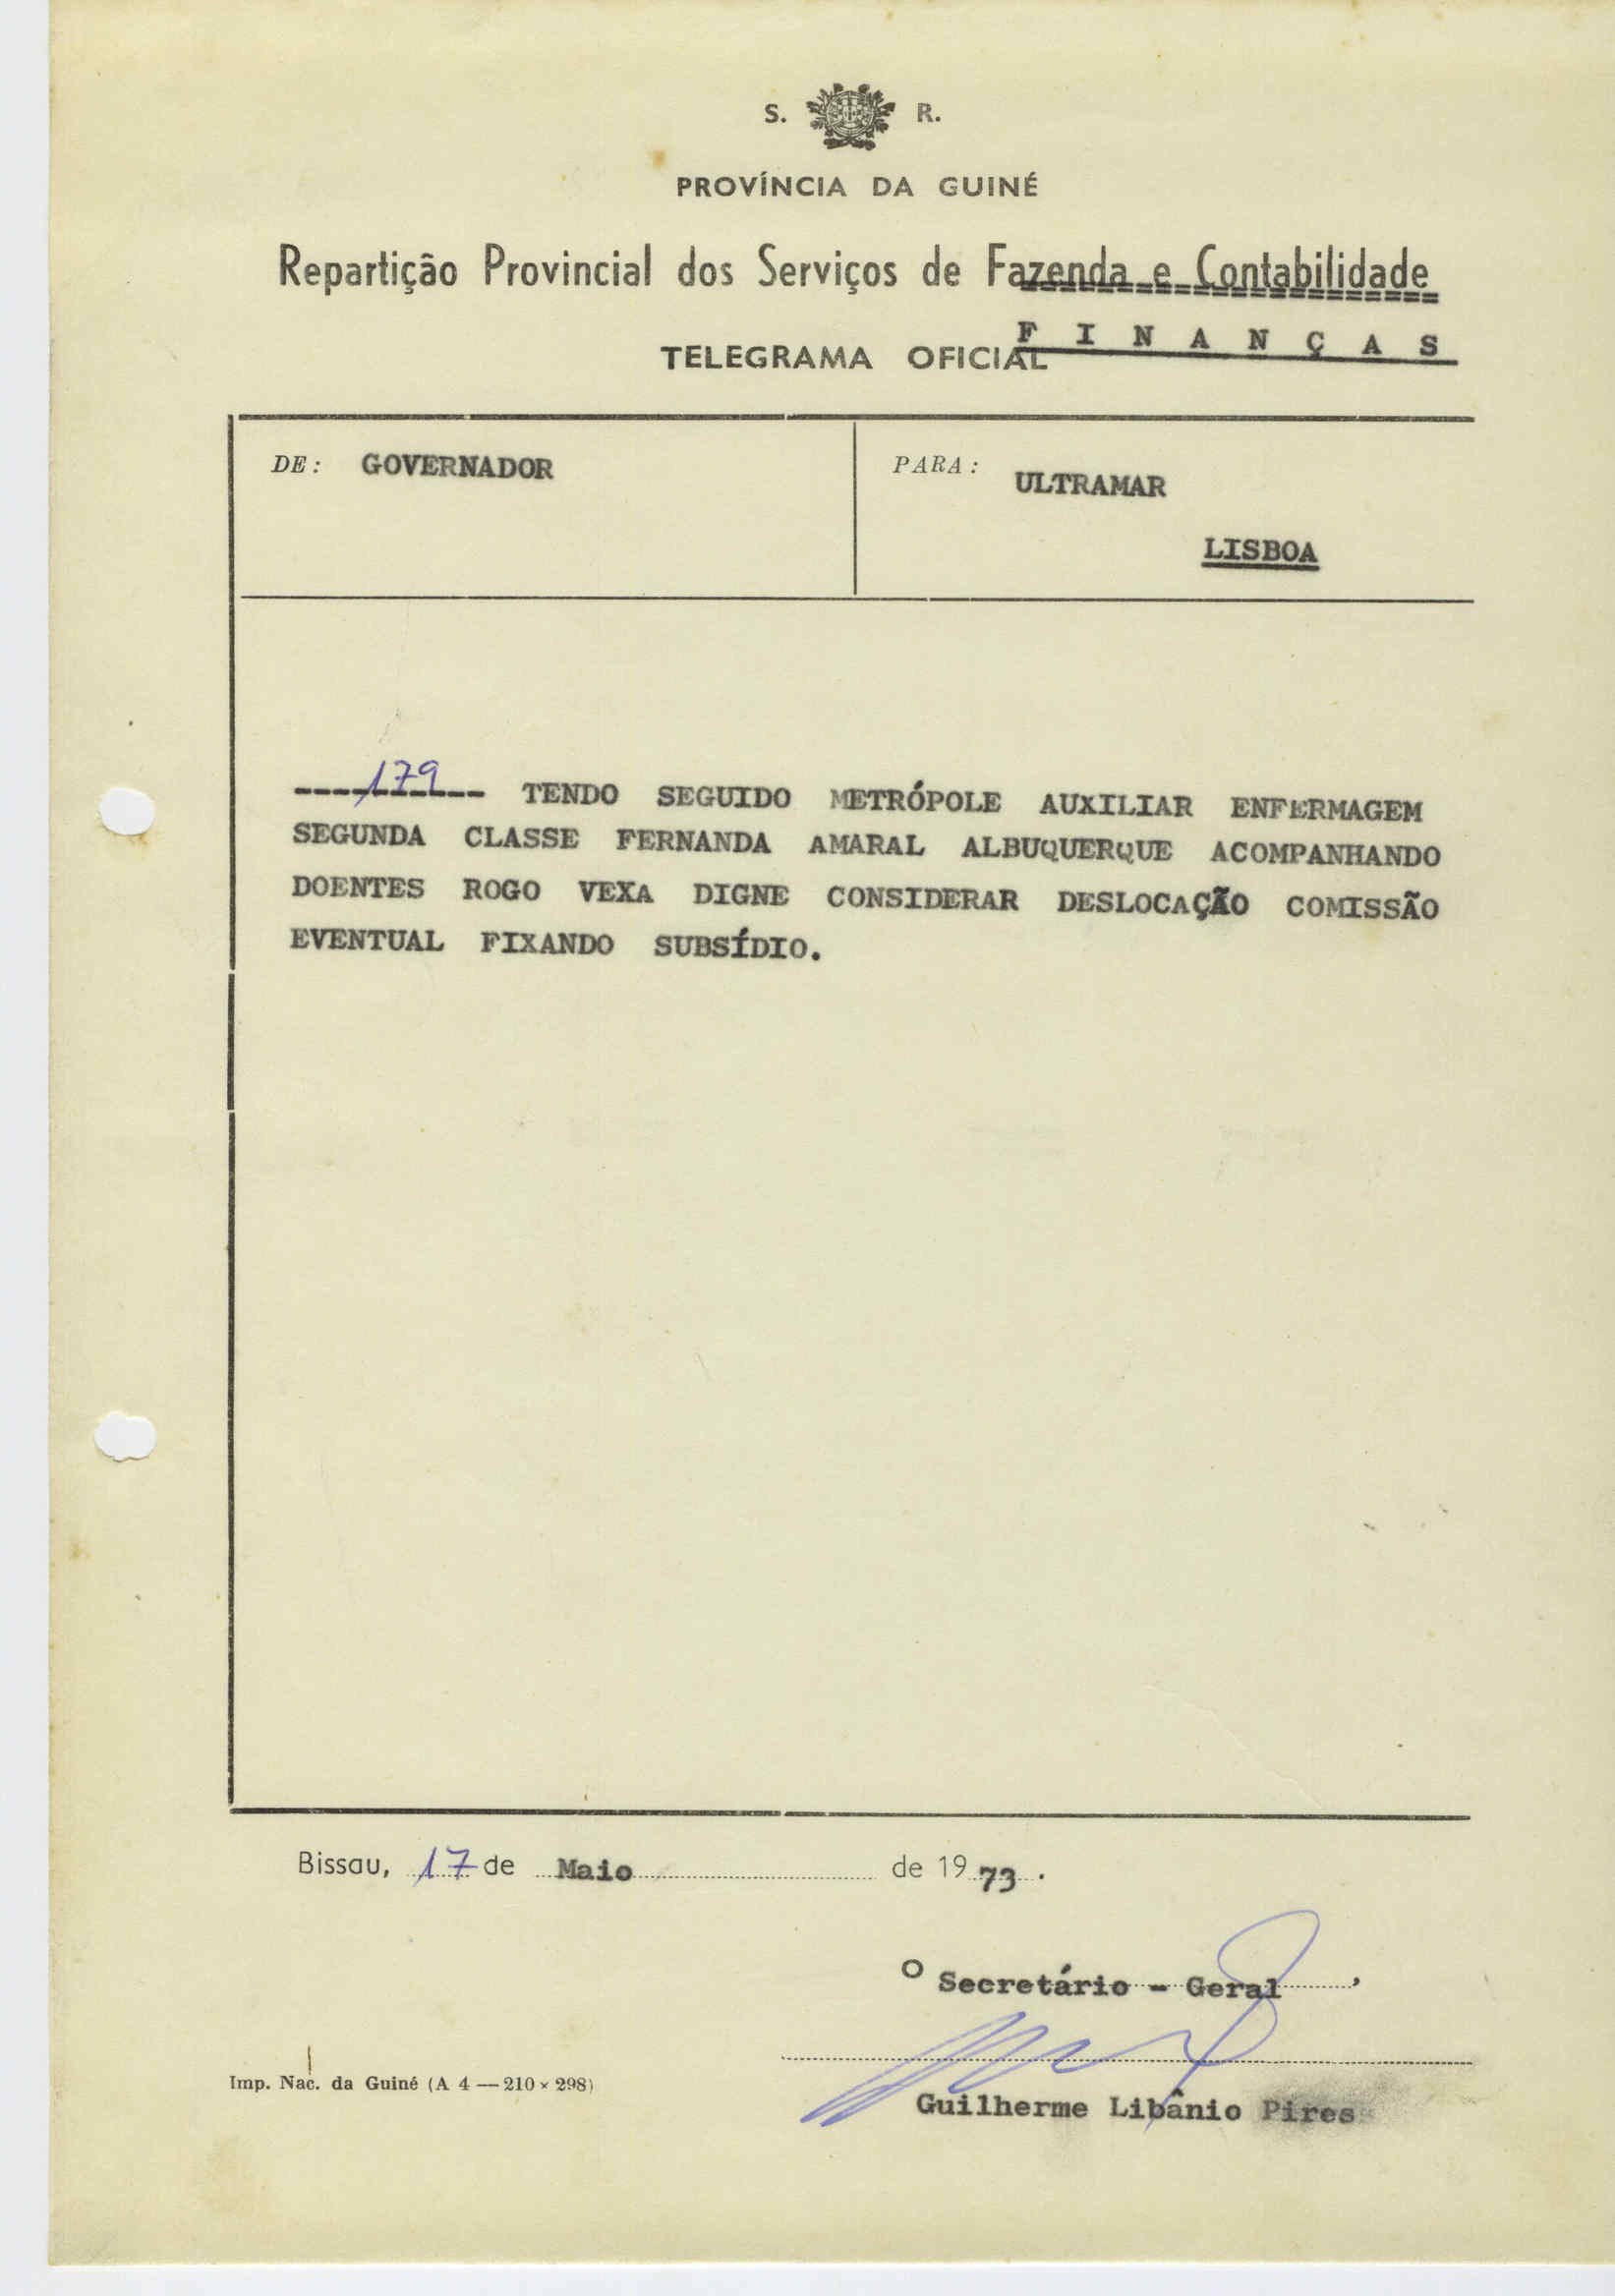 S. R.
PROVÍNCIA DA GUINÉ
Repartição Provincial dos Serviços de Fazenda e Contabilidade
F I N A N Ç A S
TELEGRAMA OFICIAL
DE: GOVERNADOR
PARA: ULTRAMAR
LISBOA
179 TENDO SEGUIDO METRÓPOLE AUXILIAR ENFERMAGEM
SEGUNDA CLASSE FERNANDA AMARAL ALBUQUERQUE ACOMPANHANDO
DOENTES ROGO VEXA DIGNE CONSIDERAR DESLOCAÇÃO COMISSÃO
EVENTUAL FIXANDO SUBSÍDIO.
Bissau, 17 de Maio de 1973.
O Secretário - Geral,
Guilherme Libânio Pires
Imp. Nac. da Guiné (A 4 — 210 × 298)